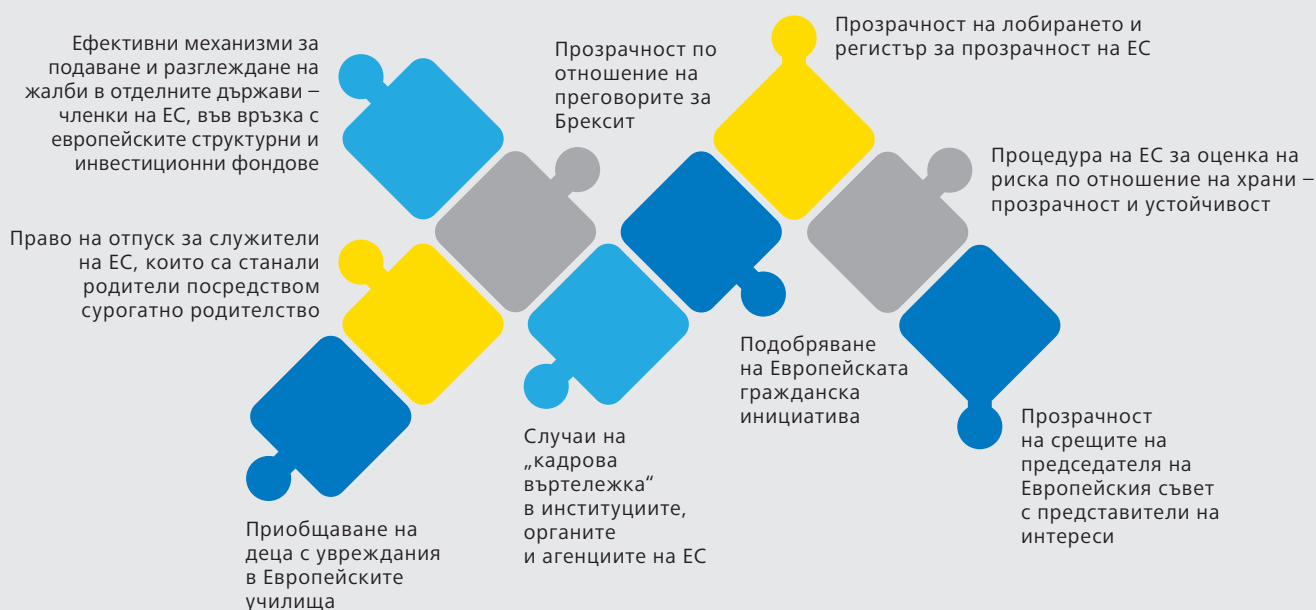 Ефективни механизми за
подаване и разглеждане на
жалби в отделните държави –
членки на ЕС, във връзка с
европейските структурни и
инвестиционни фондове
Прозрачност по
отношение на
преговорите за
Брексит
Прозрачност на лобирането и
регистър за прозрачност на ЕС
Процедура на ЕС за оценка на
риска по отношение на храни –
прозрачност и устойчивост
Право на отпуск за служители
на ЕС, които са станали
родители посредством
сурогатно родителство
Подобряване
на Европейската
гражданска
инициатива
Прозрачност
на срещите на
председателя на
Европейския съвет
с представители на
интереси
Случаи на
„кадрова
въртележка“
в институциите,
органите
и агенциите на ЕС
Приобщаване на
деца с увреждания
в Европейските
училища